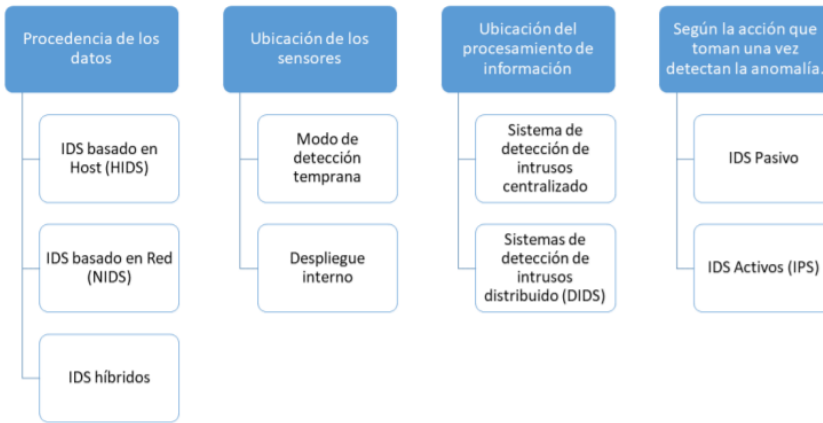 Procedencia de los
datos
IDS basado en
Host (HIDS)
IDS basado en Red
(NIDS)
IDS híbridos
Ubicación de los
sensores
Modo de
detección
temprana
Despliegue
interno
Ubicación del
procesamiento de
información
Sistema de
detección de
intrusos
centralizado
Sistemas de
detección de
intrusos
distribuido (DIDS)
Según la acción que
toman una vez
detectan la anomalía.
IDS Pasivo
IDS Activos (IPS)